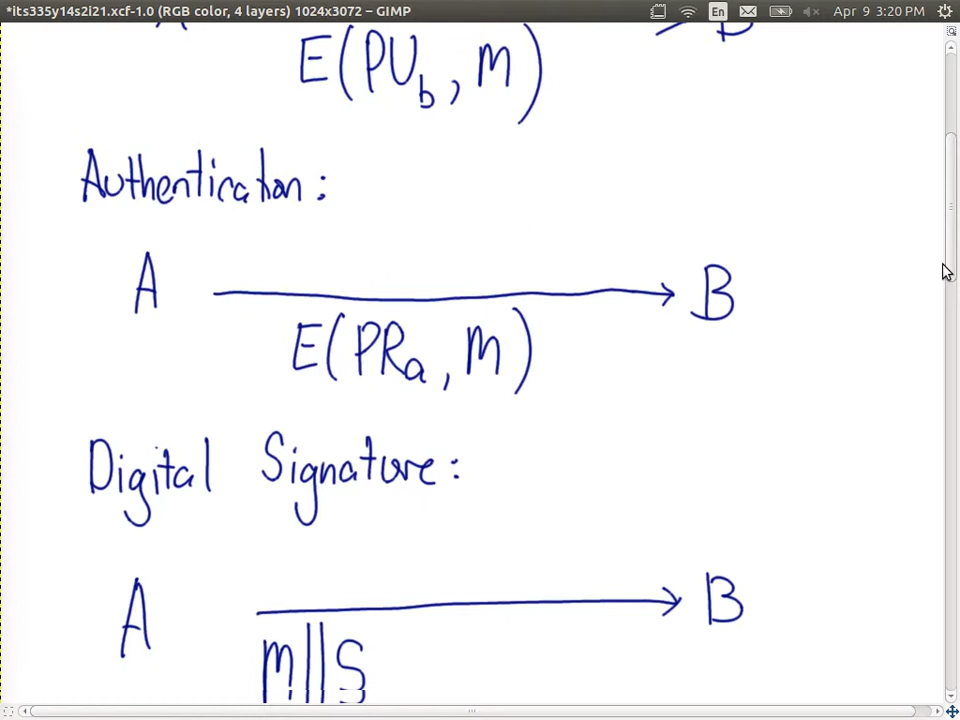 *its335y14s2i21.xcf-1.0 (RGB color, 4 layers) 1024x3072 – GIMP En Apr 9 3:20 PM
E(PUb, M)
Authentication:
A B
E(PRa, M)
Digital Signature:
A B
M||S